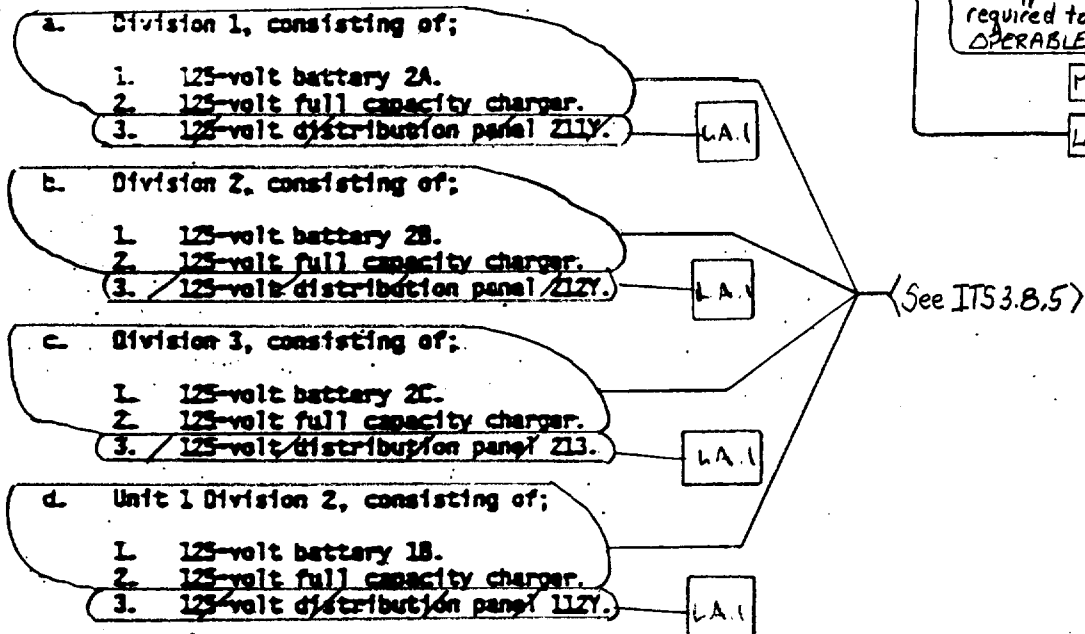 required to
OPERABLE
M
L
a. Division 1, consisting of;
1. 125-volt battery 2A.
2. 125-volt full capacity charger.
3. 125-volt distribution panel 211Y.
LA.1
b. Division 2, consisting of;
1. 125-volt battery 2B.
2. 125-volt full capacity charger.
3. 125-volt distribution panel 212Y.
LA.1
<See ITS 3.8.5>
c. Division 3, consisting of;
1. 125-volt battery 2C.
2. 125-volt full capacity charger.
3. 125-volt distribution panel 213.
LA.1
d. Unit 1 Division 2, consisting of;
1. 125-volt battery 1B.
2. 125-volt full capacity charger.
3. 125-volt distribution panel 112Y.
LA.1